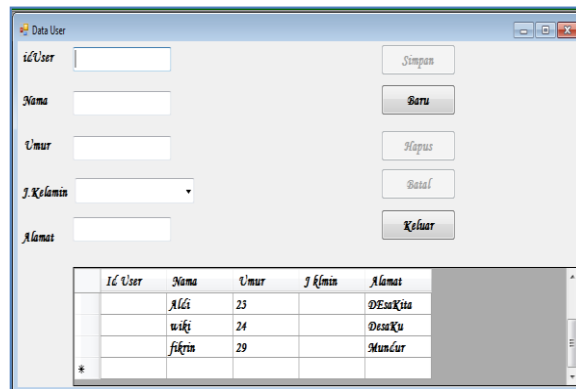 Data User
idUser
Simpan
Nama
Baru
Umur
Hapus
J.Kelamin
Batal
Alamat
Keluar
Id User Nama Umur J klmin Alamat
Aldi 23 DEsaKita
wiki 24 DesaKu
fikrin 29 Mundur
*